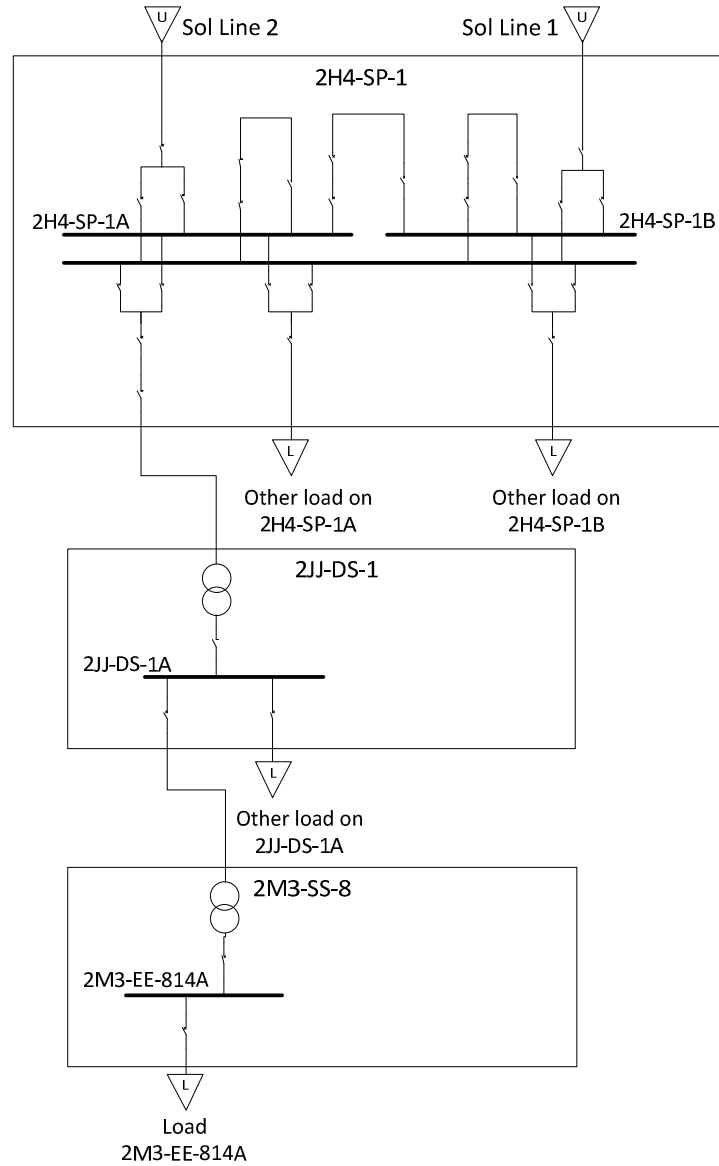 U
U
Sol Line 2
Sol Line 1
2H4-SP-1
2H4-SP-1A
2H4-SP-1B
L
L
Other load on
2H4-SP-1A
Other load on
2H4-SP-1B
2JJ-DS-1
2JJ-DS-1A
L
Other load on
2JJ-DS-1A
2M3-SS-8
2M3-EE-814A
L
Load
2M3-EE-814A